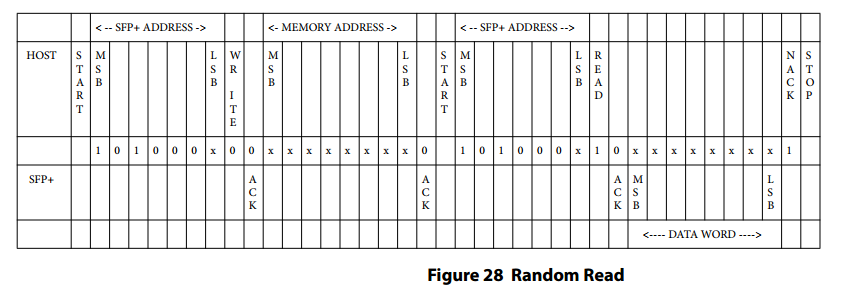 < -- SFP+ ADDRESS ->
<- MEMORY ADDRESS ->
< -- SFP+ ADDRESS -->
HOST START MSB LSB WRITE MSB LSB START MSB LSB READ NACK STOP
1 0 1 0 0 0 x 0 0 x x x x x x x x 0 1 0 1 0 0 0 x 1 0 x x x x x x x x 1
SFP+ ACK ACK ACK MSB LSB
<---- DATA WORD ---->
Figure 28 Random Read